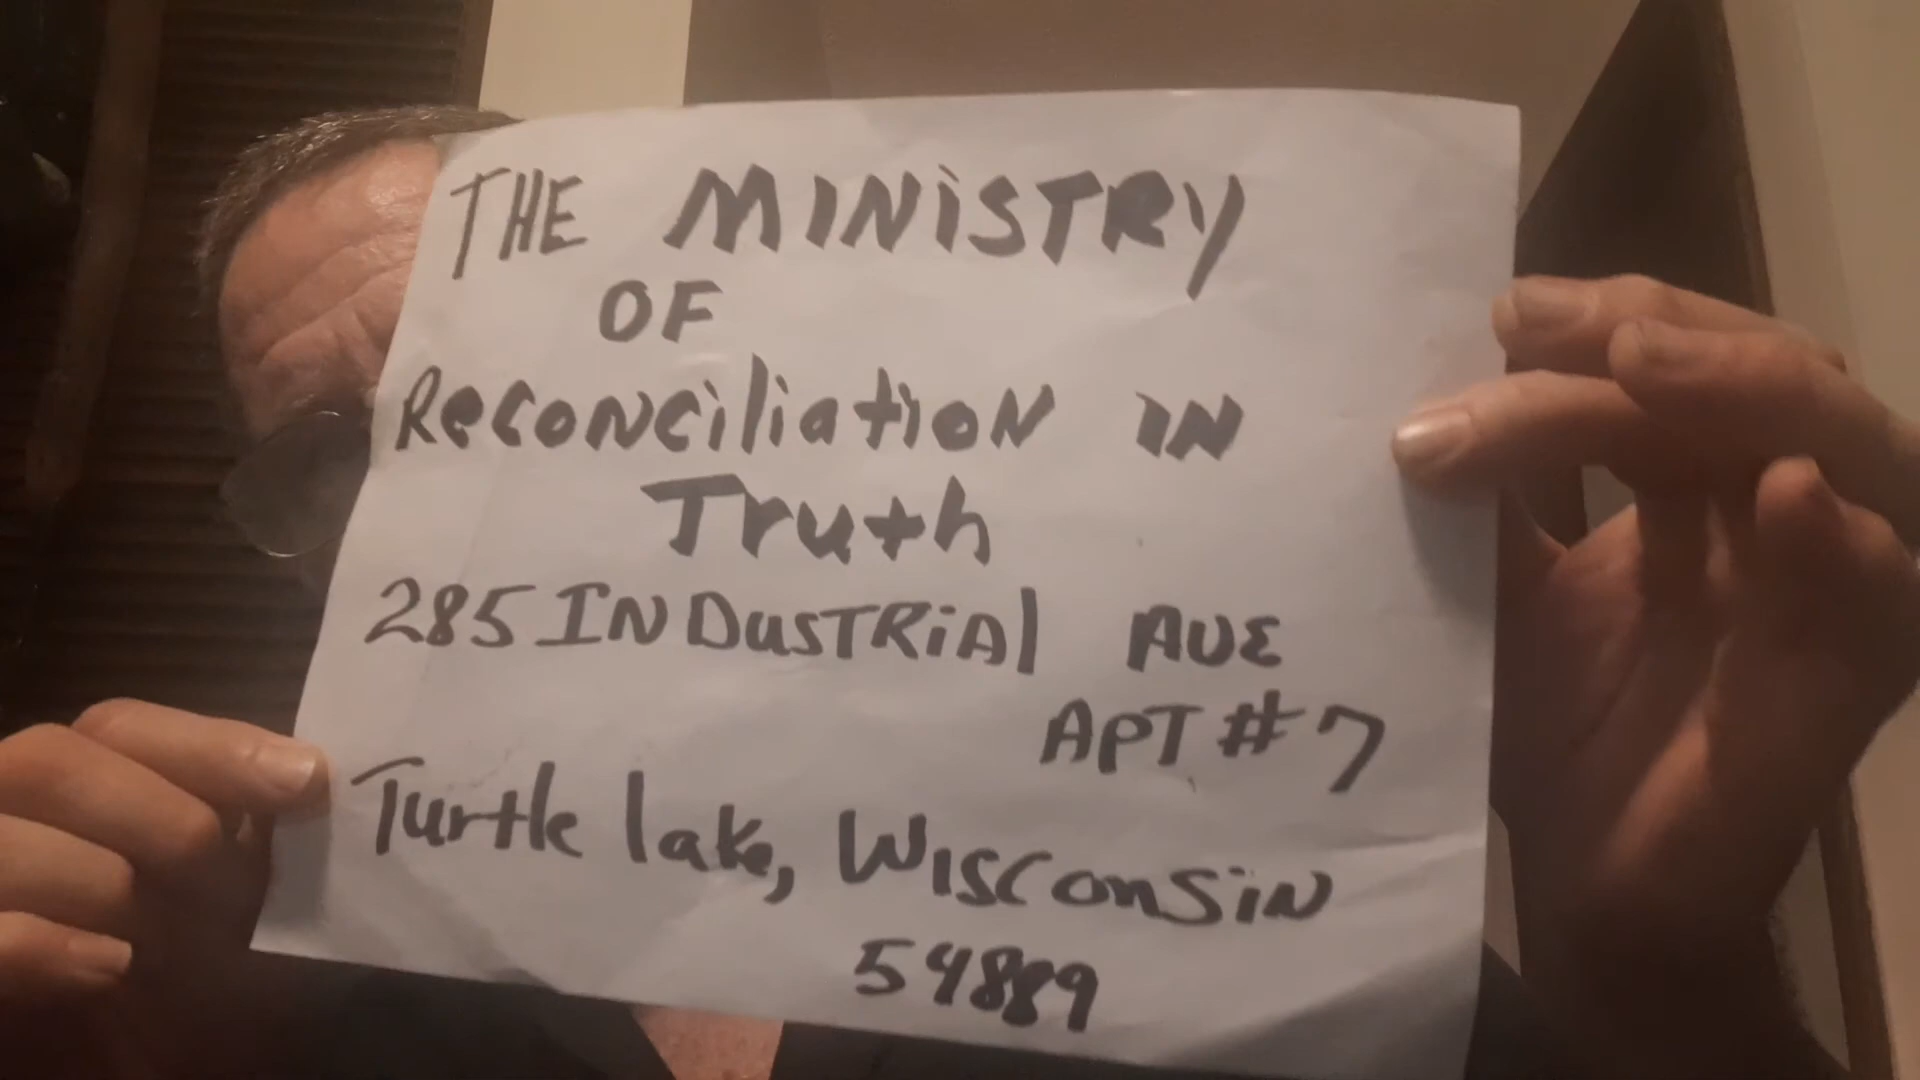 THE MINISTRY
OF
Reconciliation IN
Truth
285 INDUSTRIAl AVE
APT #7
Turtle lake, Wisconsin
54889